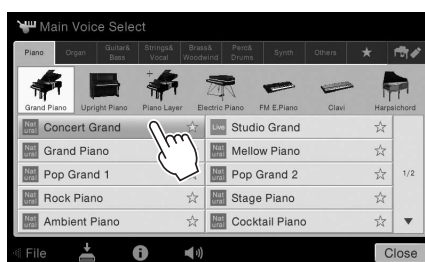 Main Voice Select
Piano Organ Guitar& Bass Strings& Vocal Brass& Woodwind Perc& Drums Synth Others
Grand Piano Upright Piano Piano Layer Electric Piano FM E.Piano Clavi Harpsichord
Natural Concert Grand Live Studio Grand
Natural Grand Piano Natural Mellow Piano
Natural Pop Grand 1 Natural Pop Grand 2 1/2
Natural Rock Piano Natural Stage Piano
Natural Ambient Piano Natural Cocktail Piano
File Close